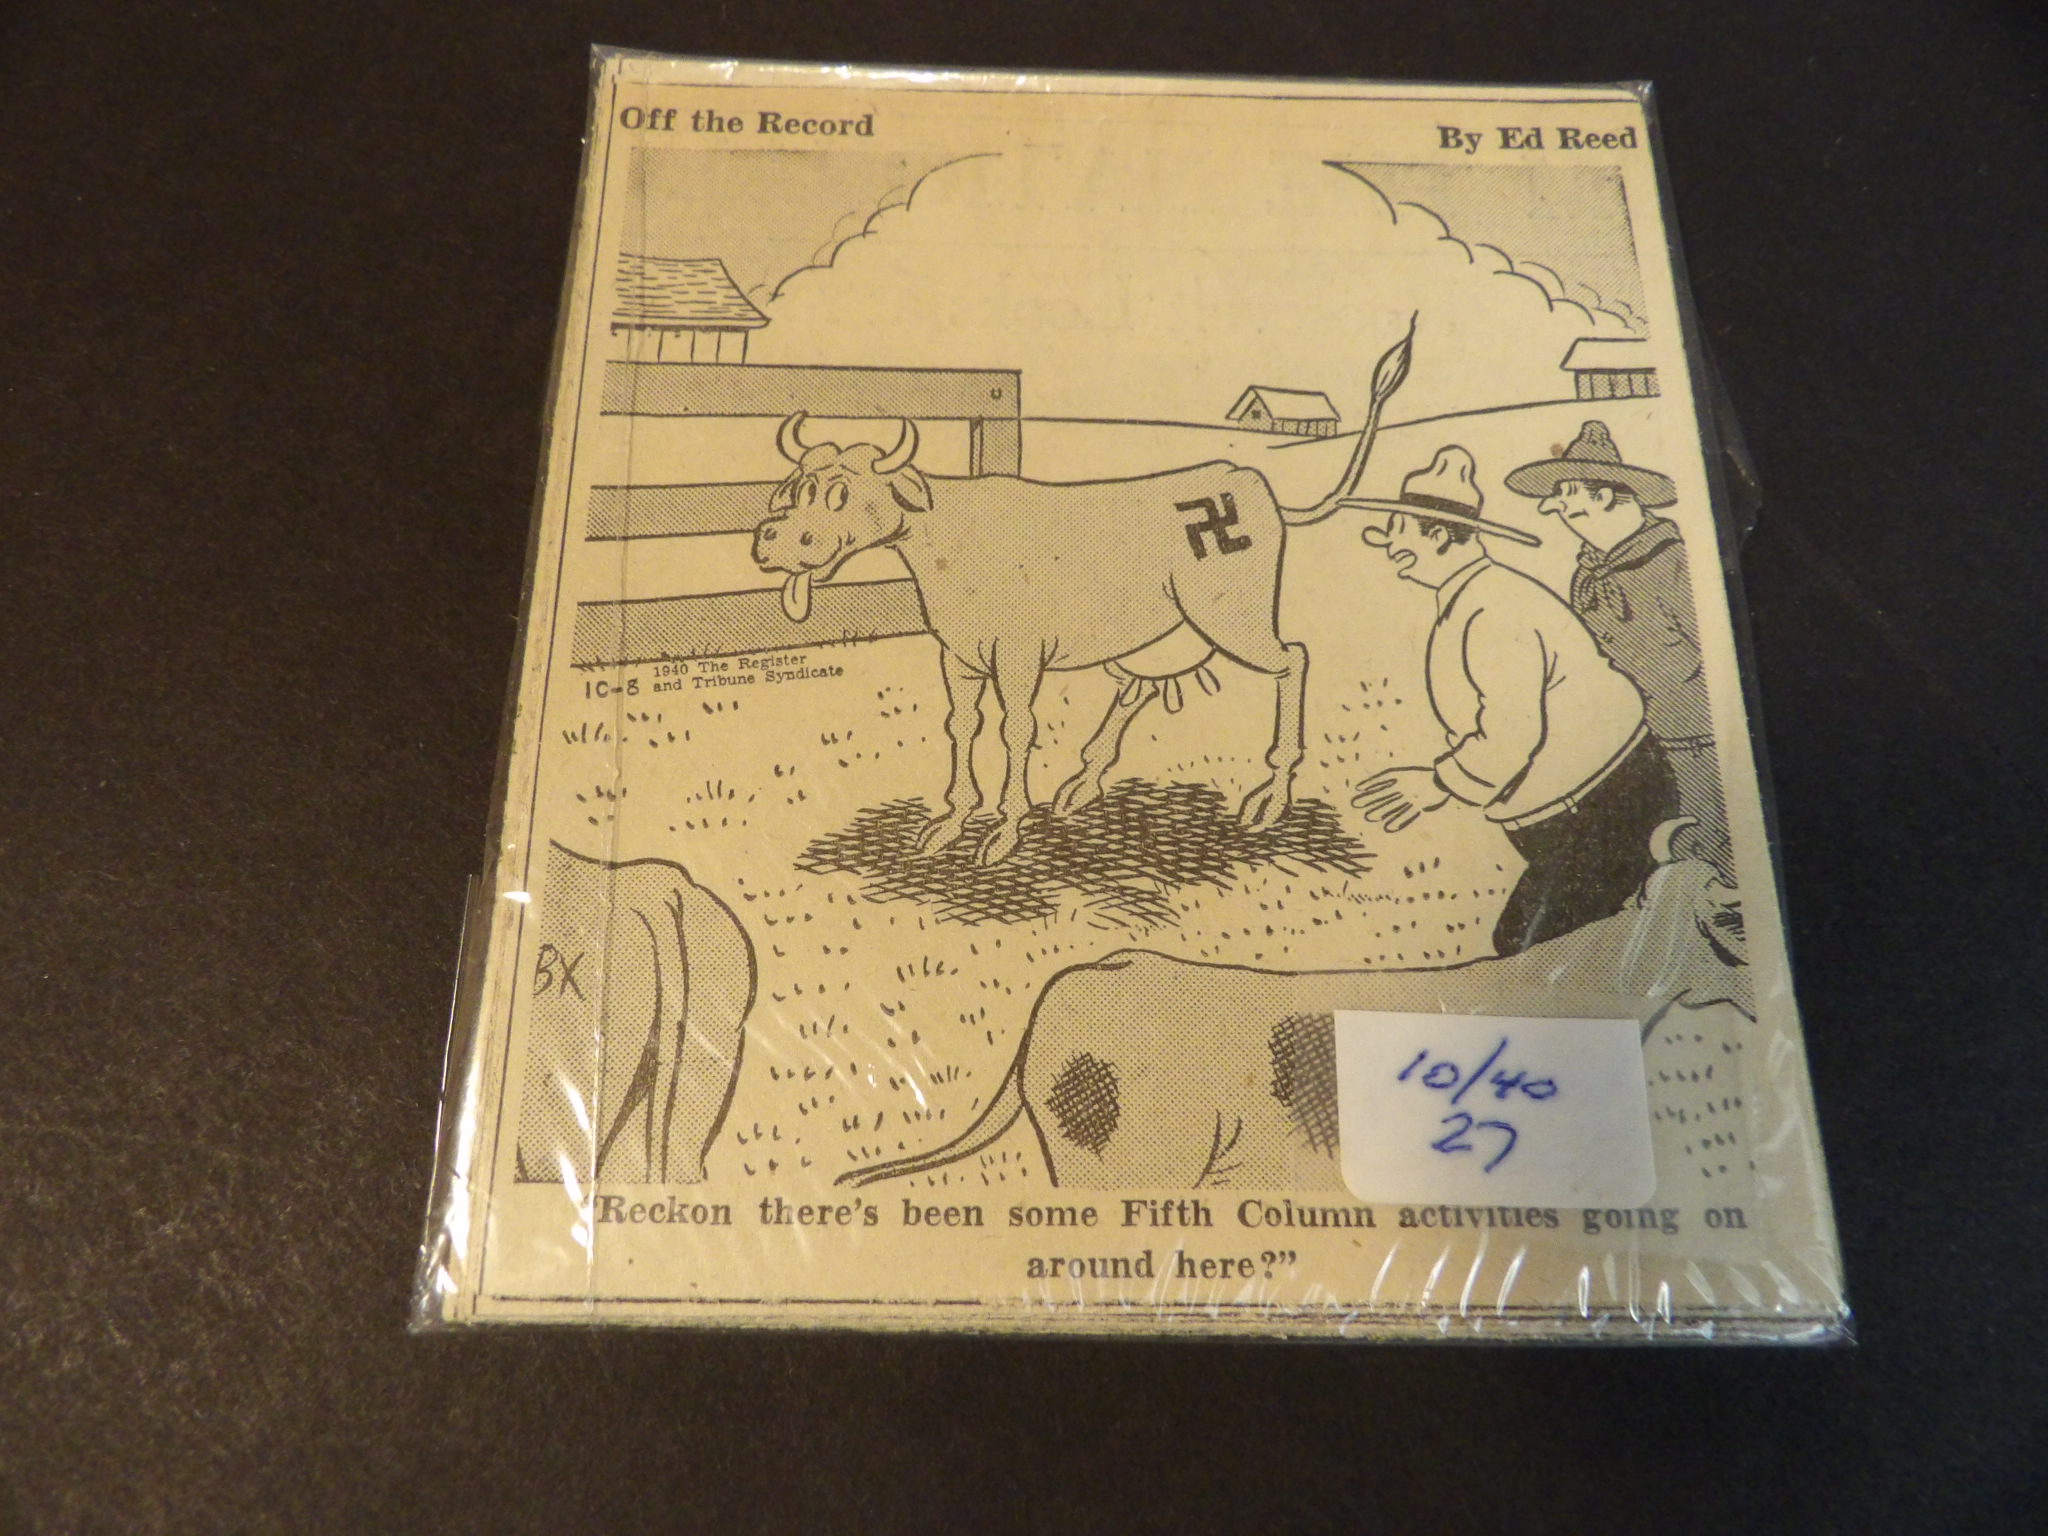 Off the Record
By Ed Reed
1940 The Register
and Tribune Syndicate
10-8
BX
10/40
27
"Reckon there's been some Fifth Column activities going on
around here?"